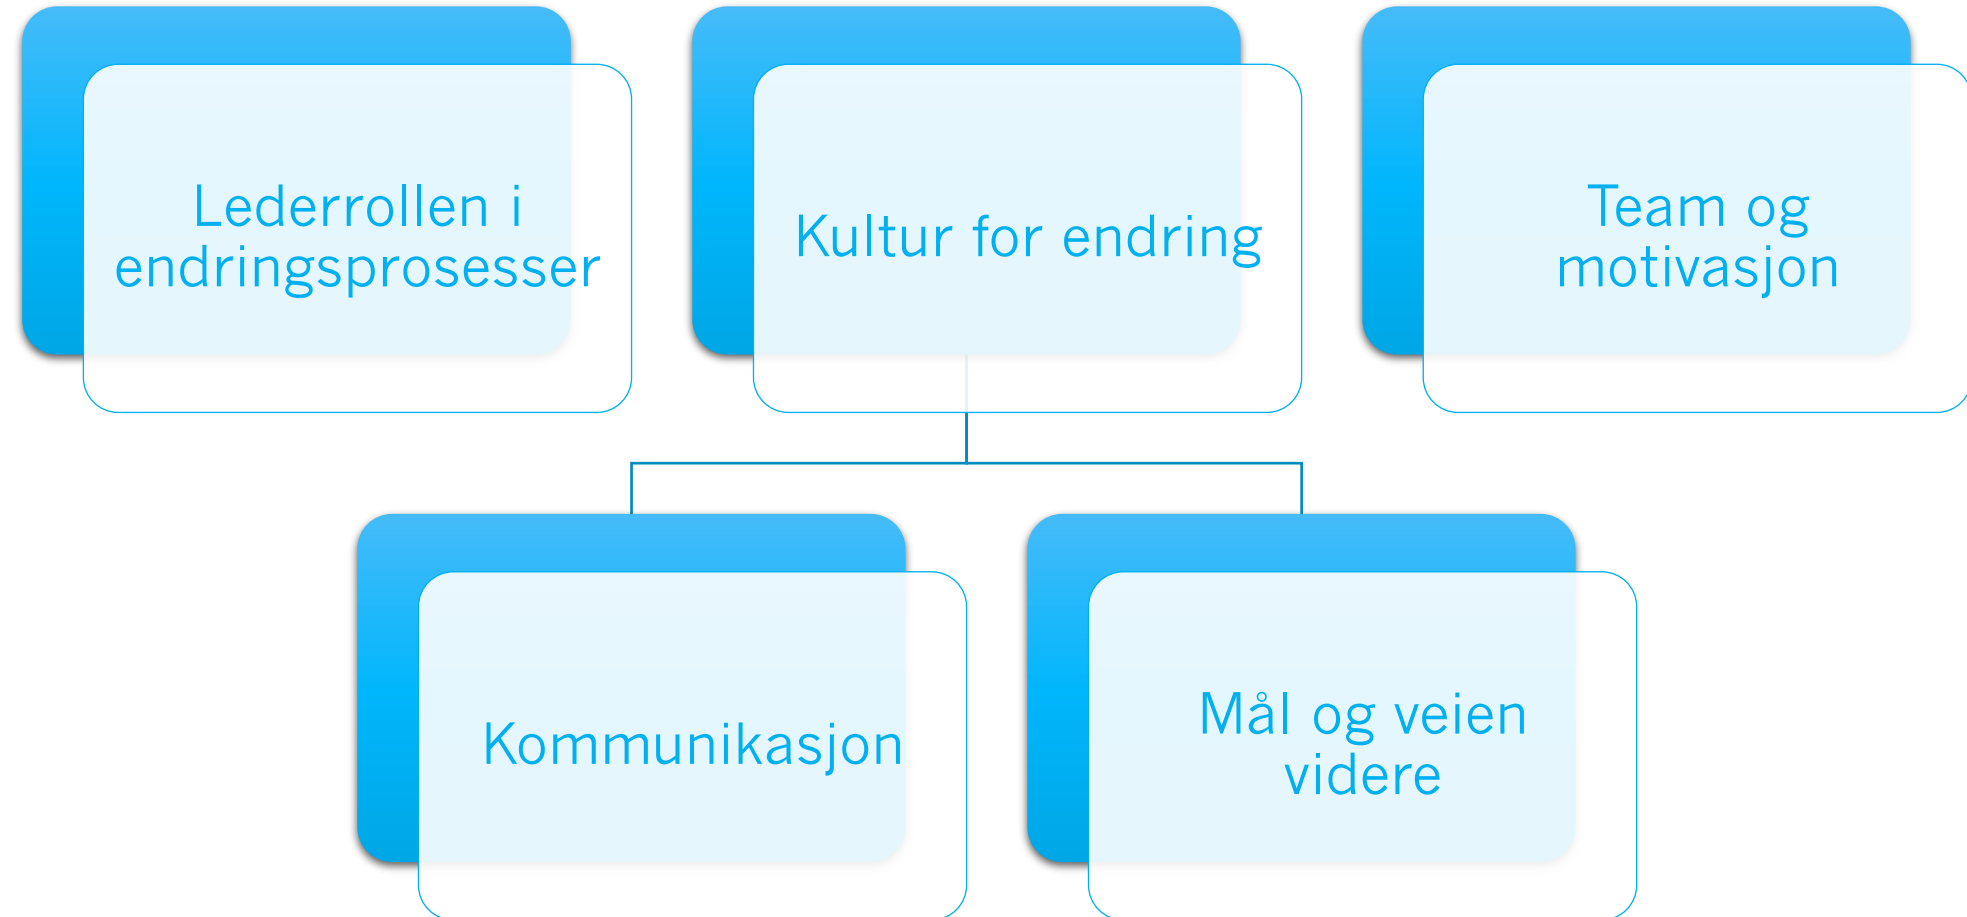 Lederrollen i
endringsprosesser
Kultur for endring
Team og
motivasjon
Kommunikasjon
Mål og veien
videre